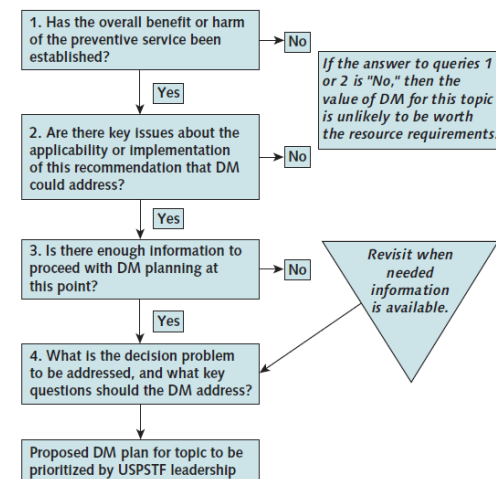 1. Has the overall benefit or harm
of the preventive service been
established?
No
If the answer to queries 1
or 2 is "No," then the
value of DM for this topic
is unlikely to be worth
the resource requirements.
Yes
2. Are there key issues about the
applicability or implementation
of this recommendation that DM
could address?
No
Yes
3. Is there enough information to
proceed with DM planning at
this point?
No
Revisit when
needed
information
is available.
Yes
4. What is the decision problem
to be addressed, and what key
questions should the DM address?
Proposed DM plan for topic to be
prioritized by USPSTF leadership